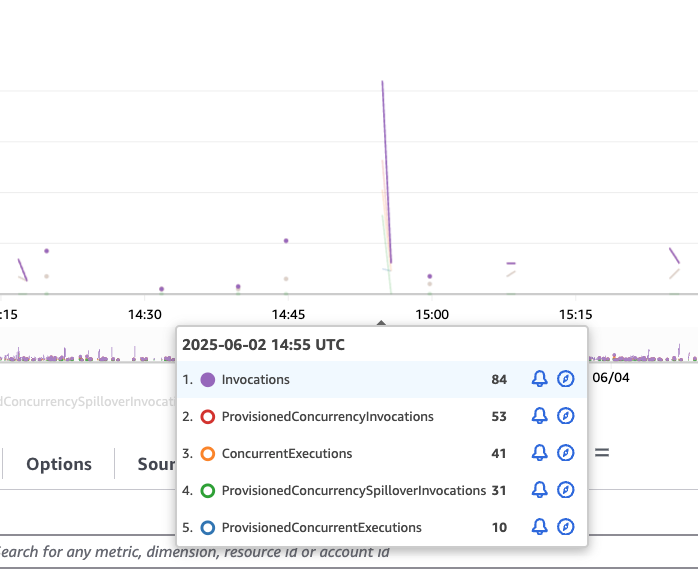 :15
14:30
14:45
15:00
15:15
2025-06-02 14:55 UTC
1. Invocations 84
2. ProvisionedConcurrencyInvocations 53
3. ConcurrentExecutions 41
4. ProvisionedConcurrencySpilloverInvocations 31
5. ProvisionedConcurrentExecutions 10
06/04
dConcurrencySpilloverInvocati
Options
Sour
earch for any metric, dimension, resource id or account id